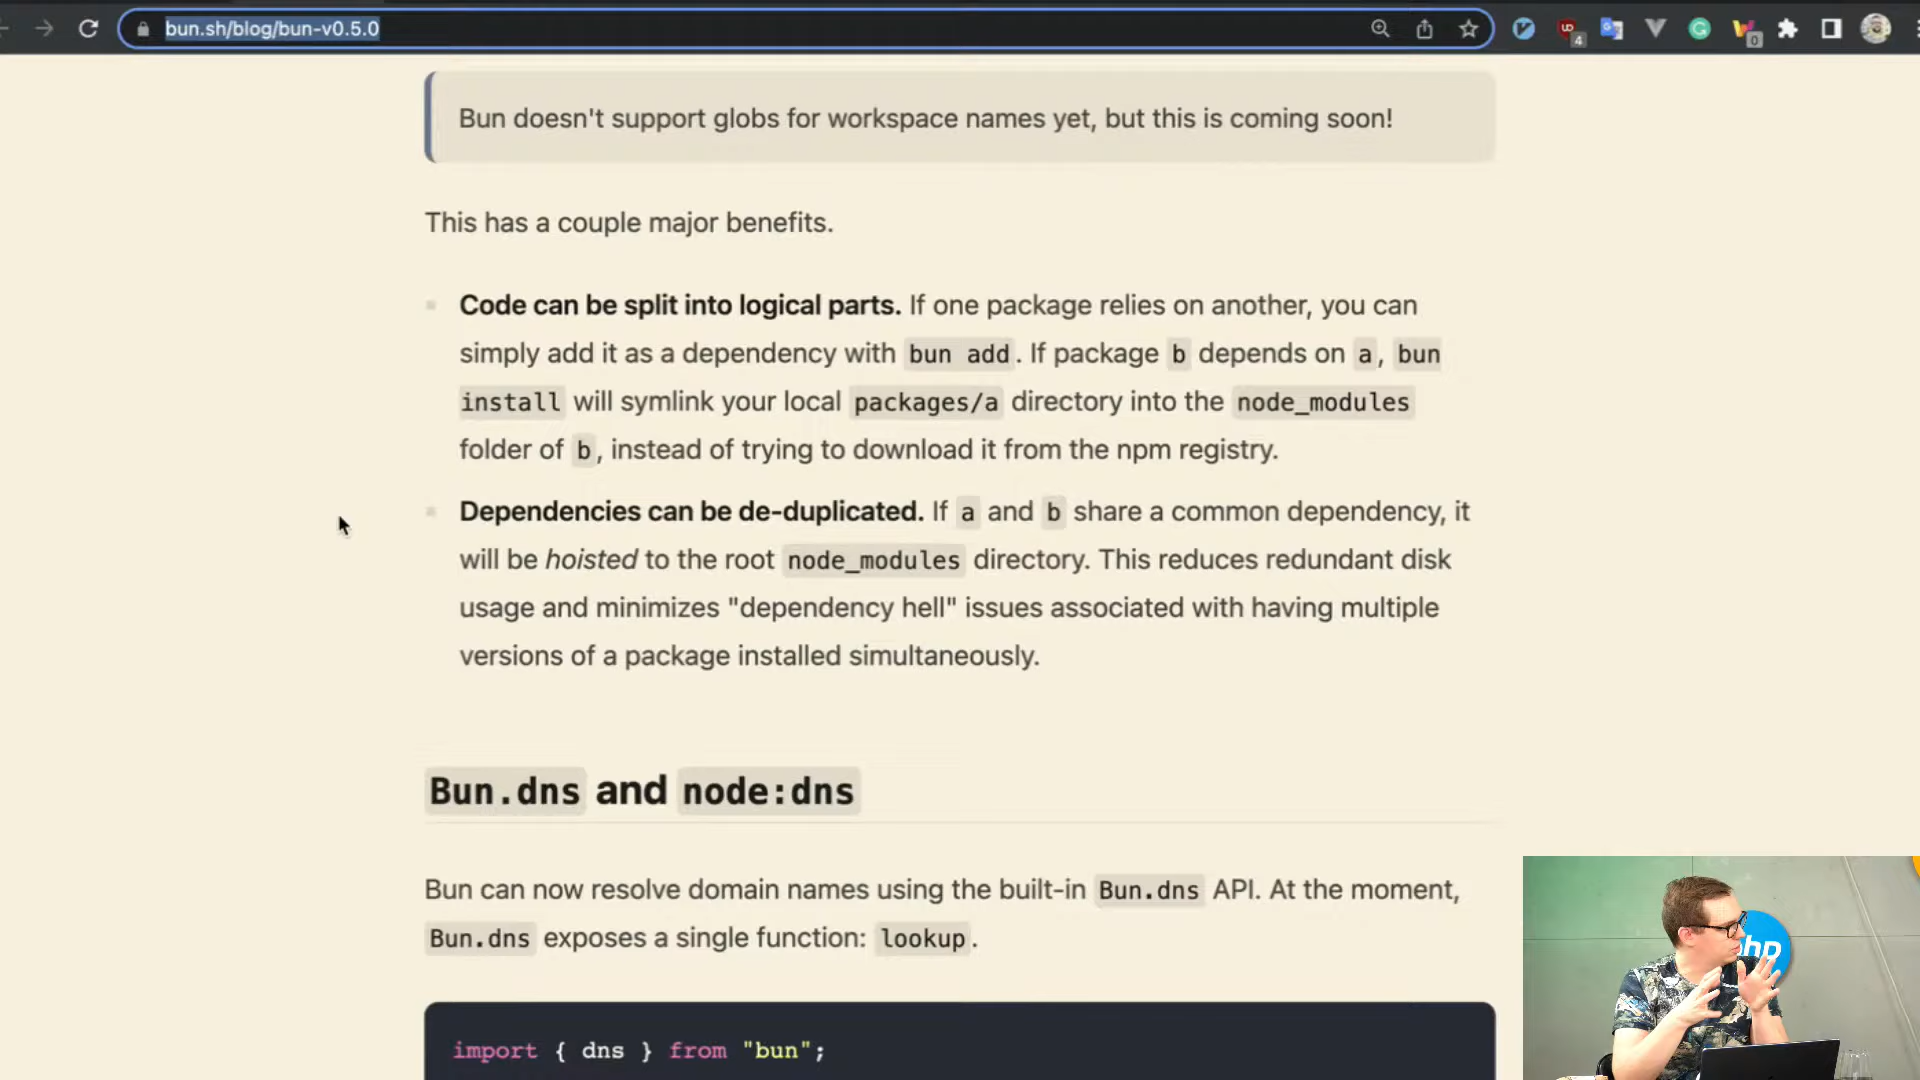 bun.sh/blog/bun-v0.5.0
4
0
Bun doesn't support globs for workspace names yet, but this is coming soon!
This has a couple major benefits.
Code can be split into logical parts. If one package relies on another, you can
simply add it as a dependency with bun add. If package b depends on a, bun
install will symlink your local packages/a directory into the node_modules
folder of b, instead of trying to download it from the npm registry.
Dependencies can be de-duplicated. If a and b share a common dependency, it
will be hoisted to the root node_modules directory. This reduces redundant disk
usage and minimizes "dependency hell" issues associated with having multiple
versions of a package installed simultaneously.
Bun.dns and node:dns
Bun can now resolve domain names using the built-in Bun.dns API. At the moment,
Bun.dns exposes a single function: lookup.
import { dns } from "bun";
php